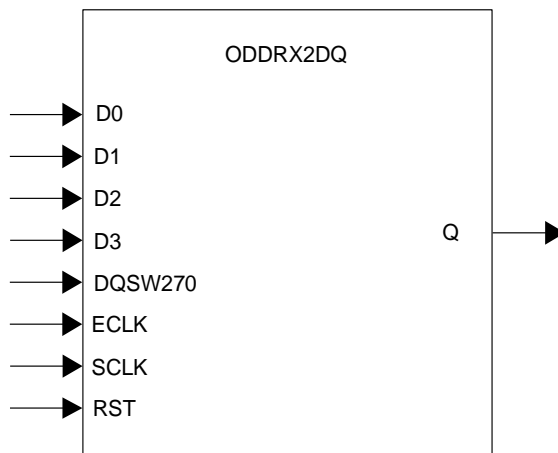 ODDRX2DQ
D0
D1
D2
D3
Q
DQSW270
ECLK
SCLK
RST